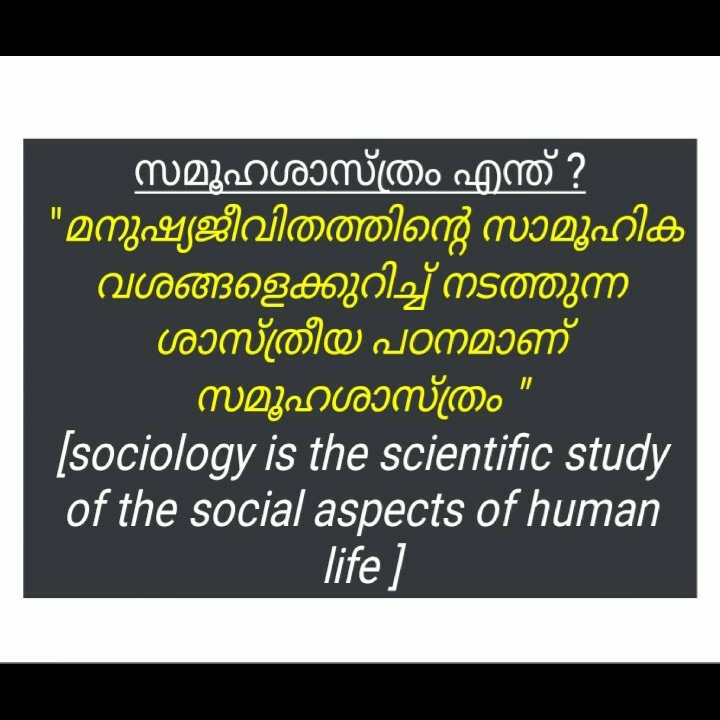 സമൂഹശാസ്ത്രം എന്ത് ?
"മനുഷ്യജീവിതത്തിന്റെ സാമൂഹിക
വശങ്ങളെക്കുറിച്ച് നടത്തുന്ന
ശാസ്ത്രീയ പഠനമാണ്
സമൂഹശാസ്ത്രം "
[sociology is the scientific study
of the social aspects of human
life ]